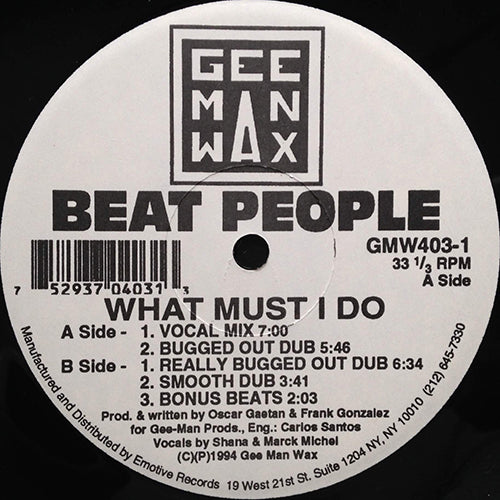 GEE
MAN
WAX
BEAT PEOPLE
GMW403-1
33 1/3 RPM
A Side
7 52937 04031 3
WHAT MUST I DO
A Side - 1. VOCAL MIX 7:00
2. BUGGED OUT DUB 5:46
B Side - 1. REALLY BUGGED OUT DUB 6:34
2. SMOOTH DUB 3:41
3. BONUS BEATS 2:03
Prod. & written by Oscar Gaetan & Frank Gonzalez
for Gee-Man Prods., Eng.: Carlos Santos
Vocals by Shana & Marck Michel
(C)(P)1994 Gee Man Wax
Manufactured and Distributed by Emotive Records 19 West 21st St. Suite 1204 NY, NY 10010 (212) 645-7330